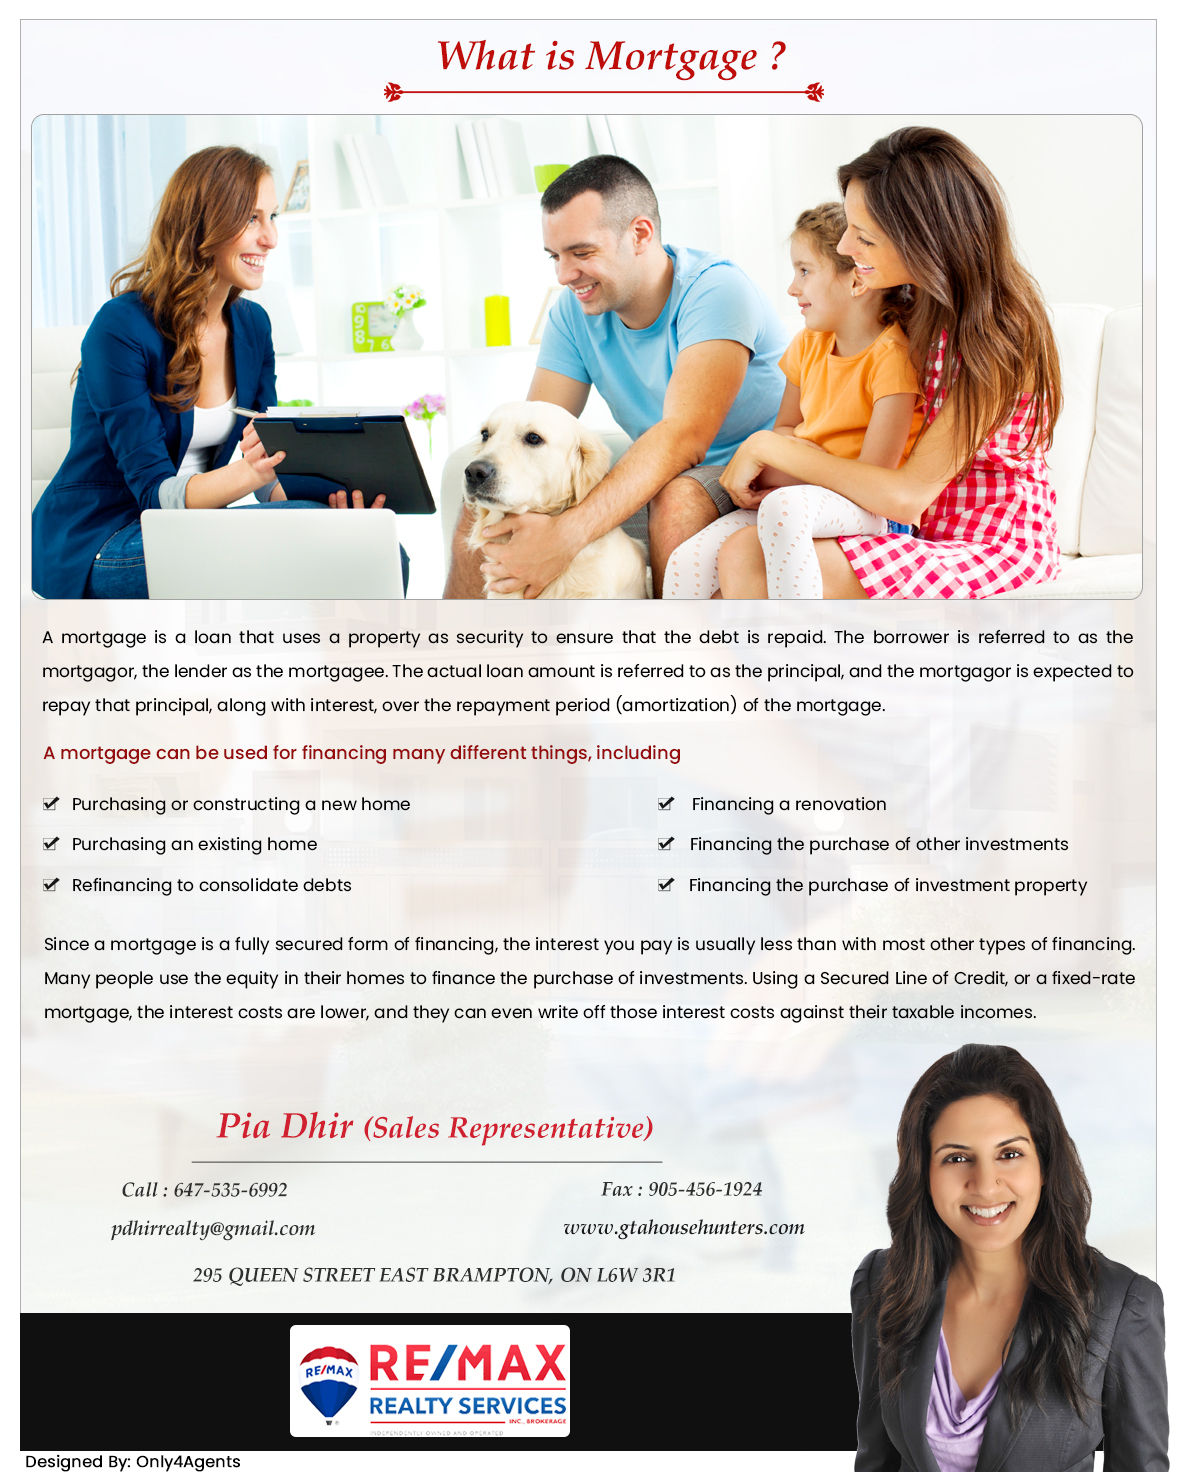 What is Mortgage ?
A mortgage is a loan that uses a property as security to ensure that the debt is repaid. The borrower is referred to as the
mortgagor, the lender as the mortgagee. The actual loan amount is referred to as the principal, and the mortgagor is expected to
repay that principal, along with interest, over the repayment period (amortization) of the mortgage.
A mortgage can be used for financing many different things, including
Purchasing or constructing a new home
Purchasing an existing home
Refinancing to consolidate debts
Financing a renovation
Financing the purchase of other investments
Financing the purchase of investment property
Since a mortgage is a fully secured form of financing, the interest you pay is usually less than with most other types of financing.
Many people use the equity in their homes to finance the purchase of investments. Using a Secured Line of Credit, or a fixed-rate
mortgage, the interest costs are lower, and they can even write off those interest costs against their taxable incomes.
Pia Dhir (Sales Representative)
Call : 647-535-6992
Fax : 905-456-1924
pdhirrealty@gmail.com
www.gtahousehunters.com
295 QUEEN STREET EAST BRAMPTON, ON L6W 3R1
RE/MAX
RE/MAX
REALTY SERVICES
INC., BROKERAGE
INDEPENDENTLY OWNED AND OPERATED
Designed By: Only4Agents